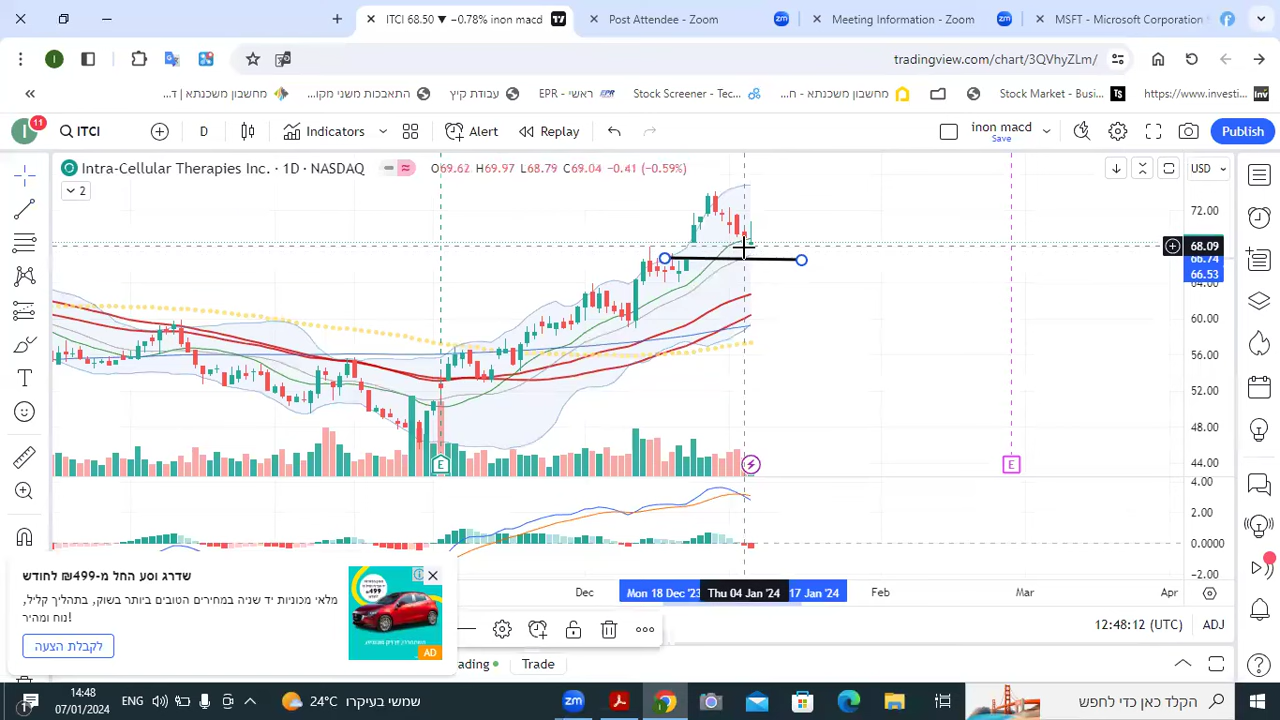 ITCI 68.50 ▼ −0.78% inon macd
Post Attendee - Zoom
Meeting Information - Zoom
MSFT - Microsoft Corporation
tradingview.com/chart/3QVhyZLm/
מחשבון משכנתא | ד
התאבכות משני מקו...
עבודת קיץ
EPR - ראשי
Stock Screener - Tec...
מחשבון משכנתא - ח...
Stock Market - Busi...
https://www.investi...
11
ITCI
D
Indicators
Alert
Replay
inon macd
Save
Publish
Intra-Cellular Therapies Inc. · 1D · NASDAQ
O69.62 H69.97 L68.79 C69.04 −0.41 (−0.59%)
USD
2
72.00
68.09
66.74
66.53
64.00
60.00
56.00
52.00
48.00
44.00
E
E
4.00
2.00
0.0000
−2.00
Dec
Mon 18 Dec '23
Thu 04 Jan '24
17 Jan '24
Feb
Mar
Apr
שדרג וסע החל מ-499₪ לחודש
מלאי מכוניות יד שניה במחירים הטובים ביותר בשוק, בתהליך קליל,
נוח ומהיר!
לקבלת הצעה
₪499
AD
12:48:12 (UTC)
ADJ
ading
Trade
14:48
07/01/2024
ENG
24°C
שמשי בעיקרו
הקלד כאן כדי לחפש